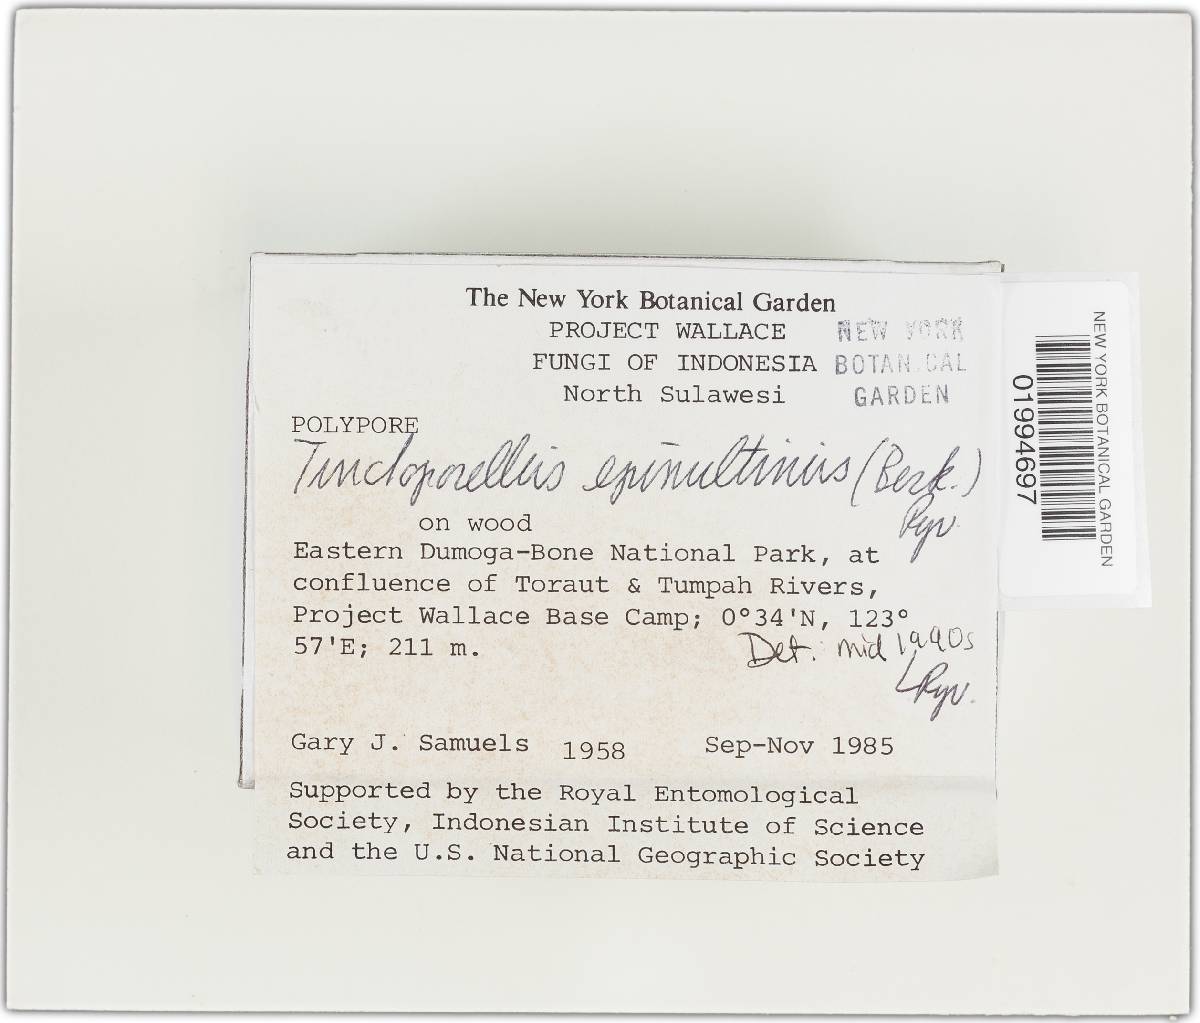 The New York Botanical Garden
PROJECT WALLACE
FUNGI OF INDONESIA
North Sulawesi
NEW YORK
BOTANICAL
GARDEN
POLYPORE
Tinctoporellus epimiltinus (Berk.)
Ryv.
on wood
Eastern Dumoga-Bone National Park, at
confluence of Toraut & Tumpah Rivers,
Project Wallace Base Camp; 0°34'N, 123°
57'E; 211 m.
Det. mid 1990s
L Ryv.
Gary J. Samuels 1958 Sep-Nov 1985
Supported by the Royal Entomological
Society, Indonesian Institute of Science
and the U.S. National Geographic Society
NEW YORK BOTANICAL GARDEN
01994697